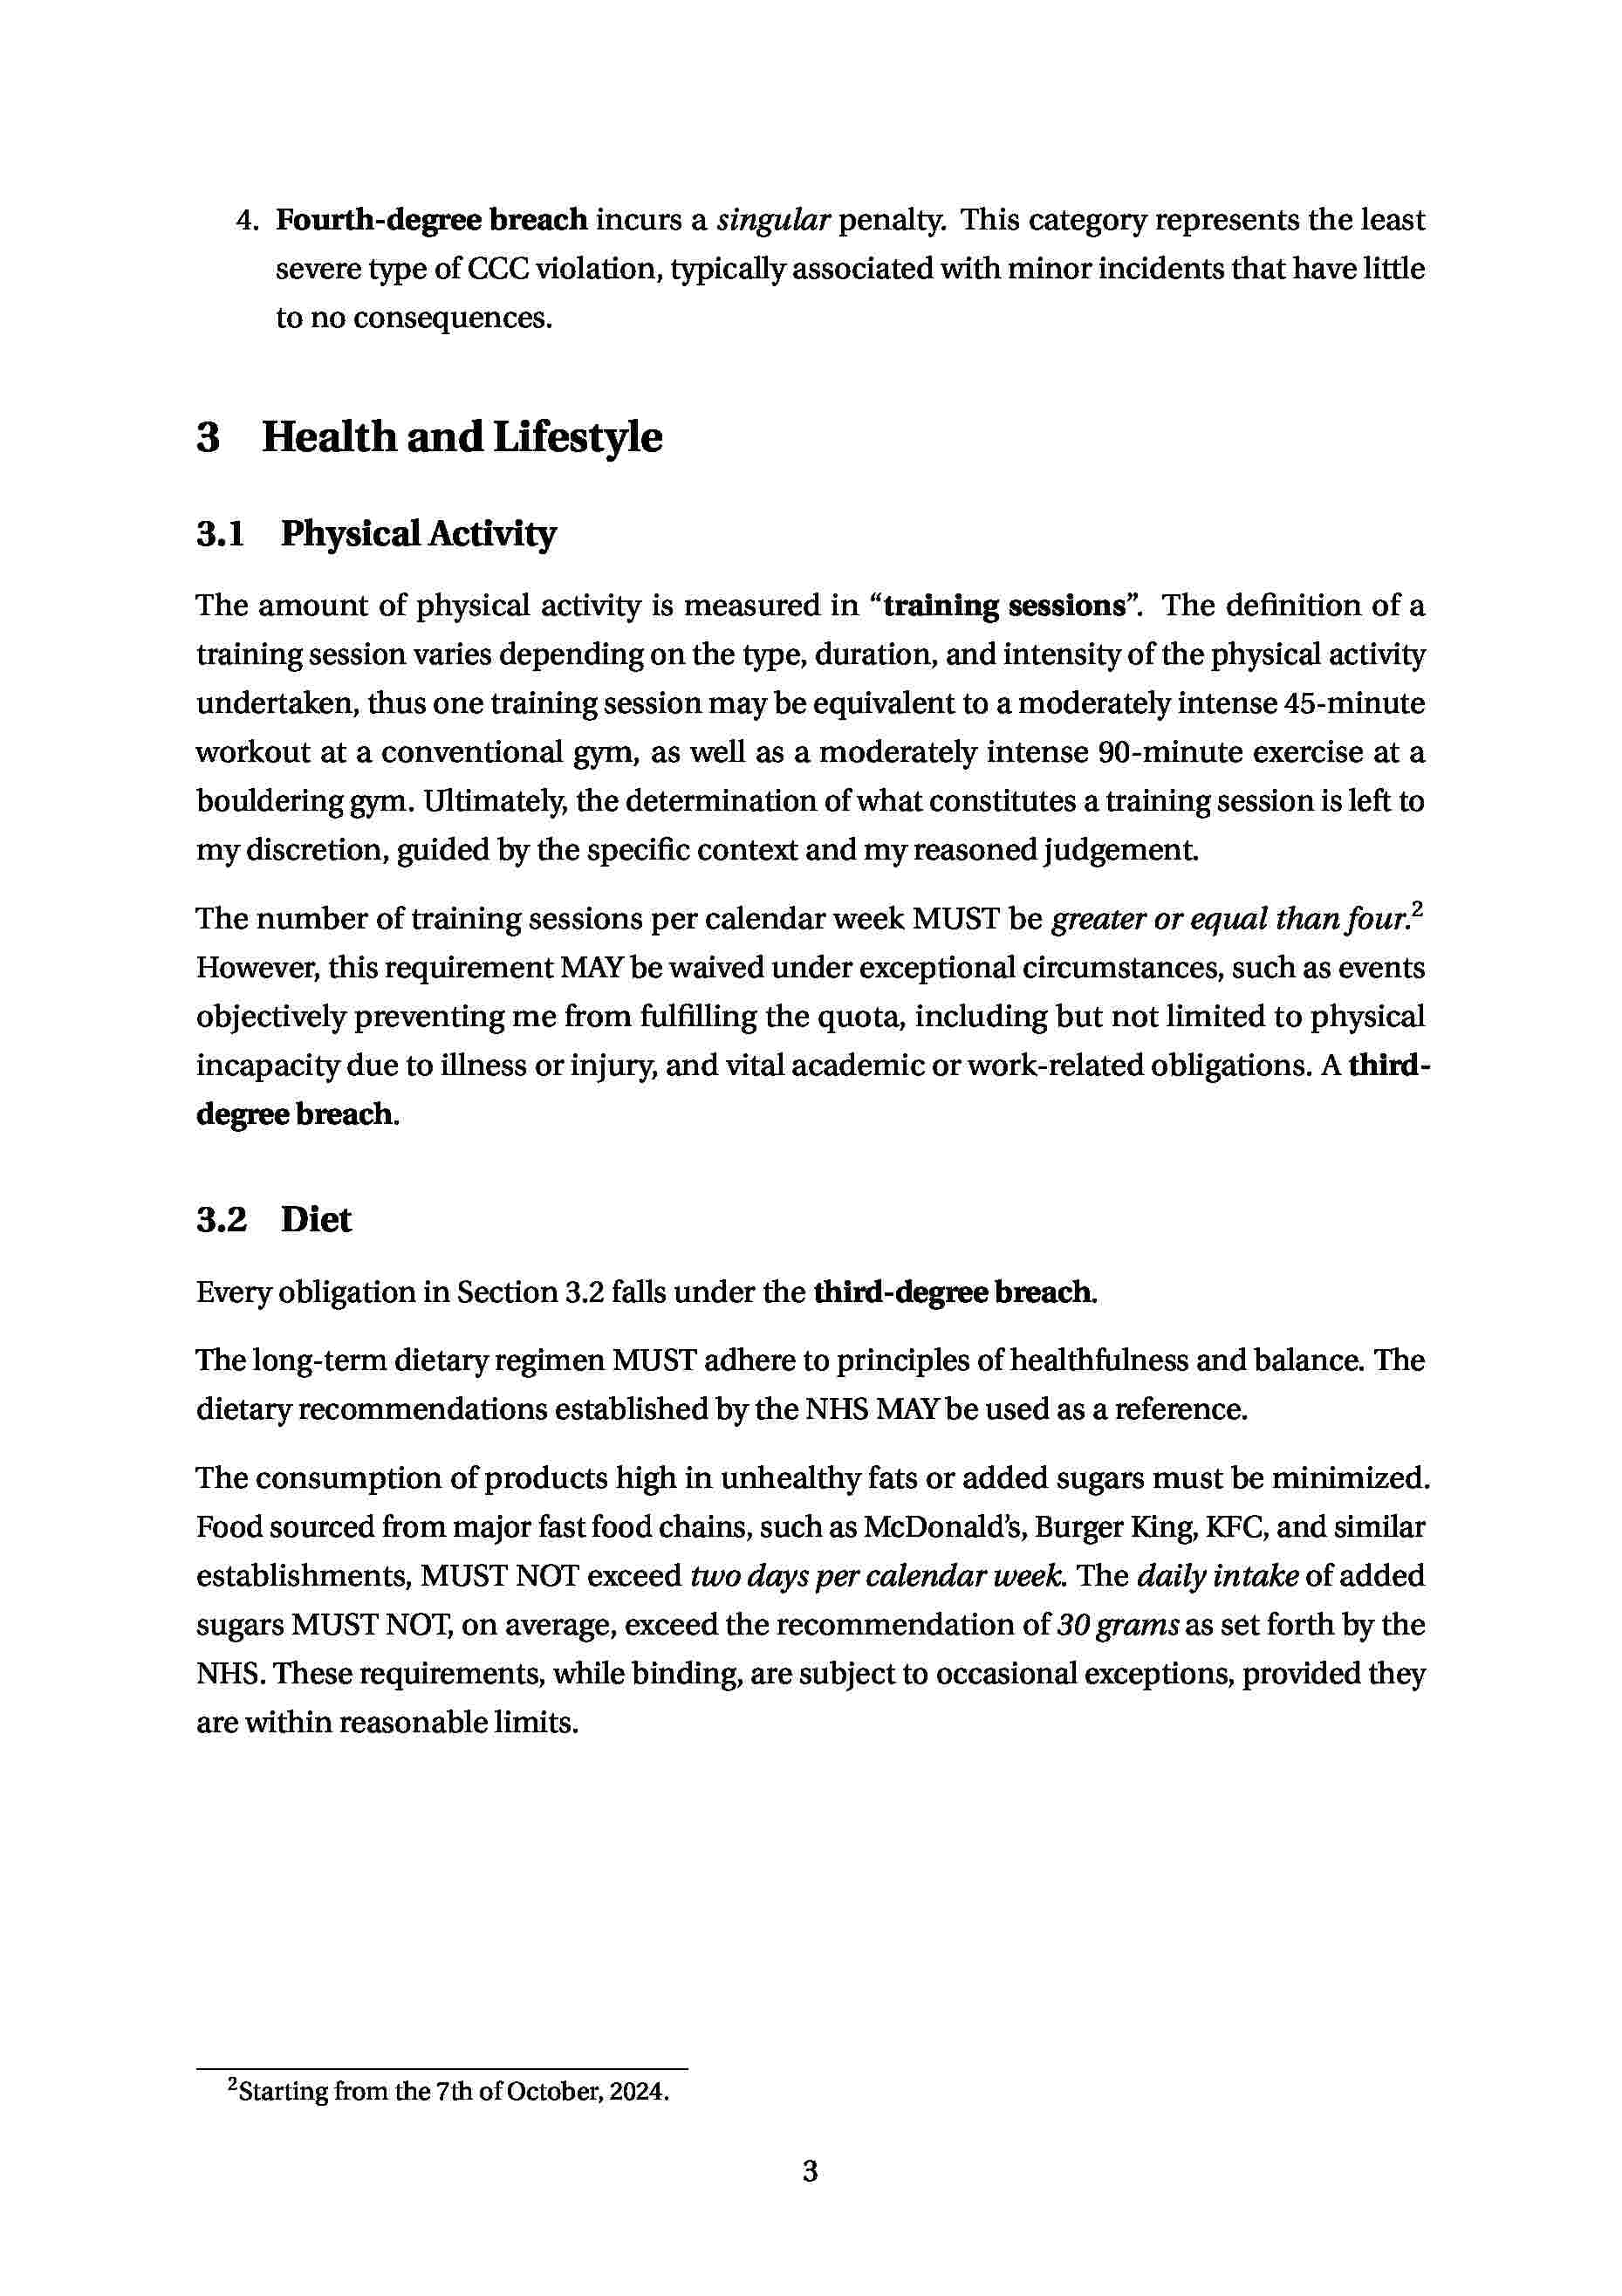 4. Fourth-degree breach incurs a singular penalty. This category represents the least
severe type of CCC violation, typically associated with minor incidents that have little
to no consequences.
3 Health and Lifestyle
3.1 Physical Activity
The amount of physical activity is measured in “training sessions”. The definition of a
training session varies depending on the type, duration, and intensity of the physical activity
undertaken, thus one training session may be equivalent to a moderately intense 45-minute
workout at a conventional gym, as well as a moderately intense 90-minute exercise at a
bouldering gym. Ultimately, the determination of what constitutes a training session is left to
my discretion, guided by the specific context and my reasoned judgement.
The number of training sessions per calendar week MUST be greater or equal than four.²
However, this requirement MAY be waived under exceptional circumstances, such as events
objectively preventing me from fulfilling the quota, including but not limited to physical
incapacity due to illness or injury, and vital academic or work-related obligations. A third-
degree breach.
3.2 Diet
Every obligation in Section 3.2 falls under the third-degree breach.
The long-term dietary regimen MUST adhere to principles of healthfulness and balance. The
dietary recommendations established by the NHS MAY be used as a reference.
The consumption of products high in unhealthy fats or added sugars must be minimized.
Food sourced from major fast food chains, such as McDonald’s, Burger King, KFC, and similar
establishments, MUST NOT exceed two days per calendar week. The daily intake of added
sugars MUST NOT, on average, exceed the recommendation of 30 grams as set forth by the
NHS. These requirements, while binding, are subject to occasional exceptions, provided they
are within reasonable limits.
²Starting from the 7th of October, 2024.
3